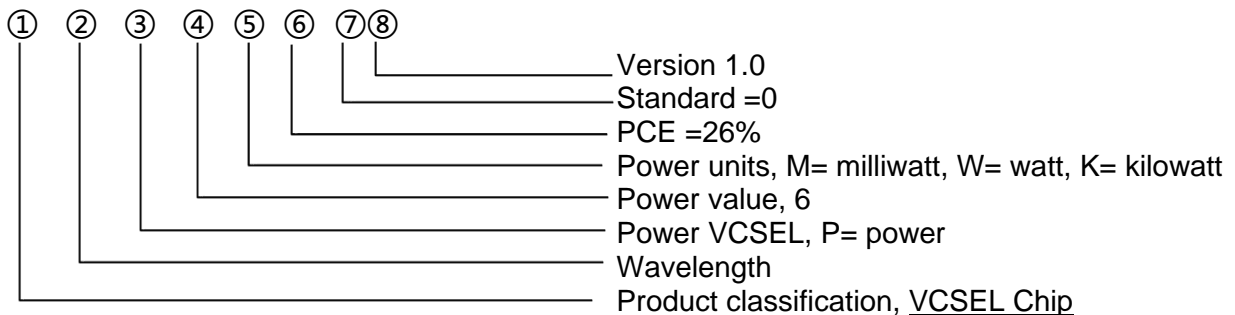 ① ② ③ ④ ⑤ ⑥ ⑦⑧
Version 1.0
Standard =0
PCE =26%
Power units, M= milliwatt, W= watt, K= kilowatt
Power value, 6
Power VCSEL, P= power
Wavelength
Product classification, VCSEL Chip